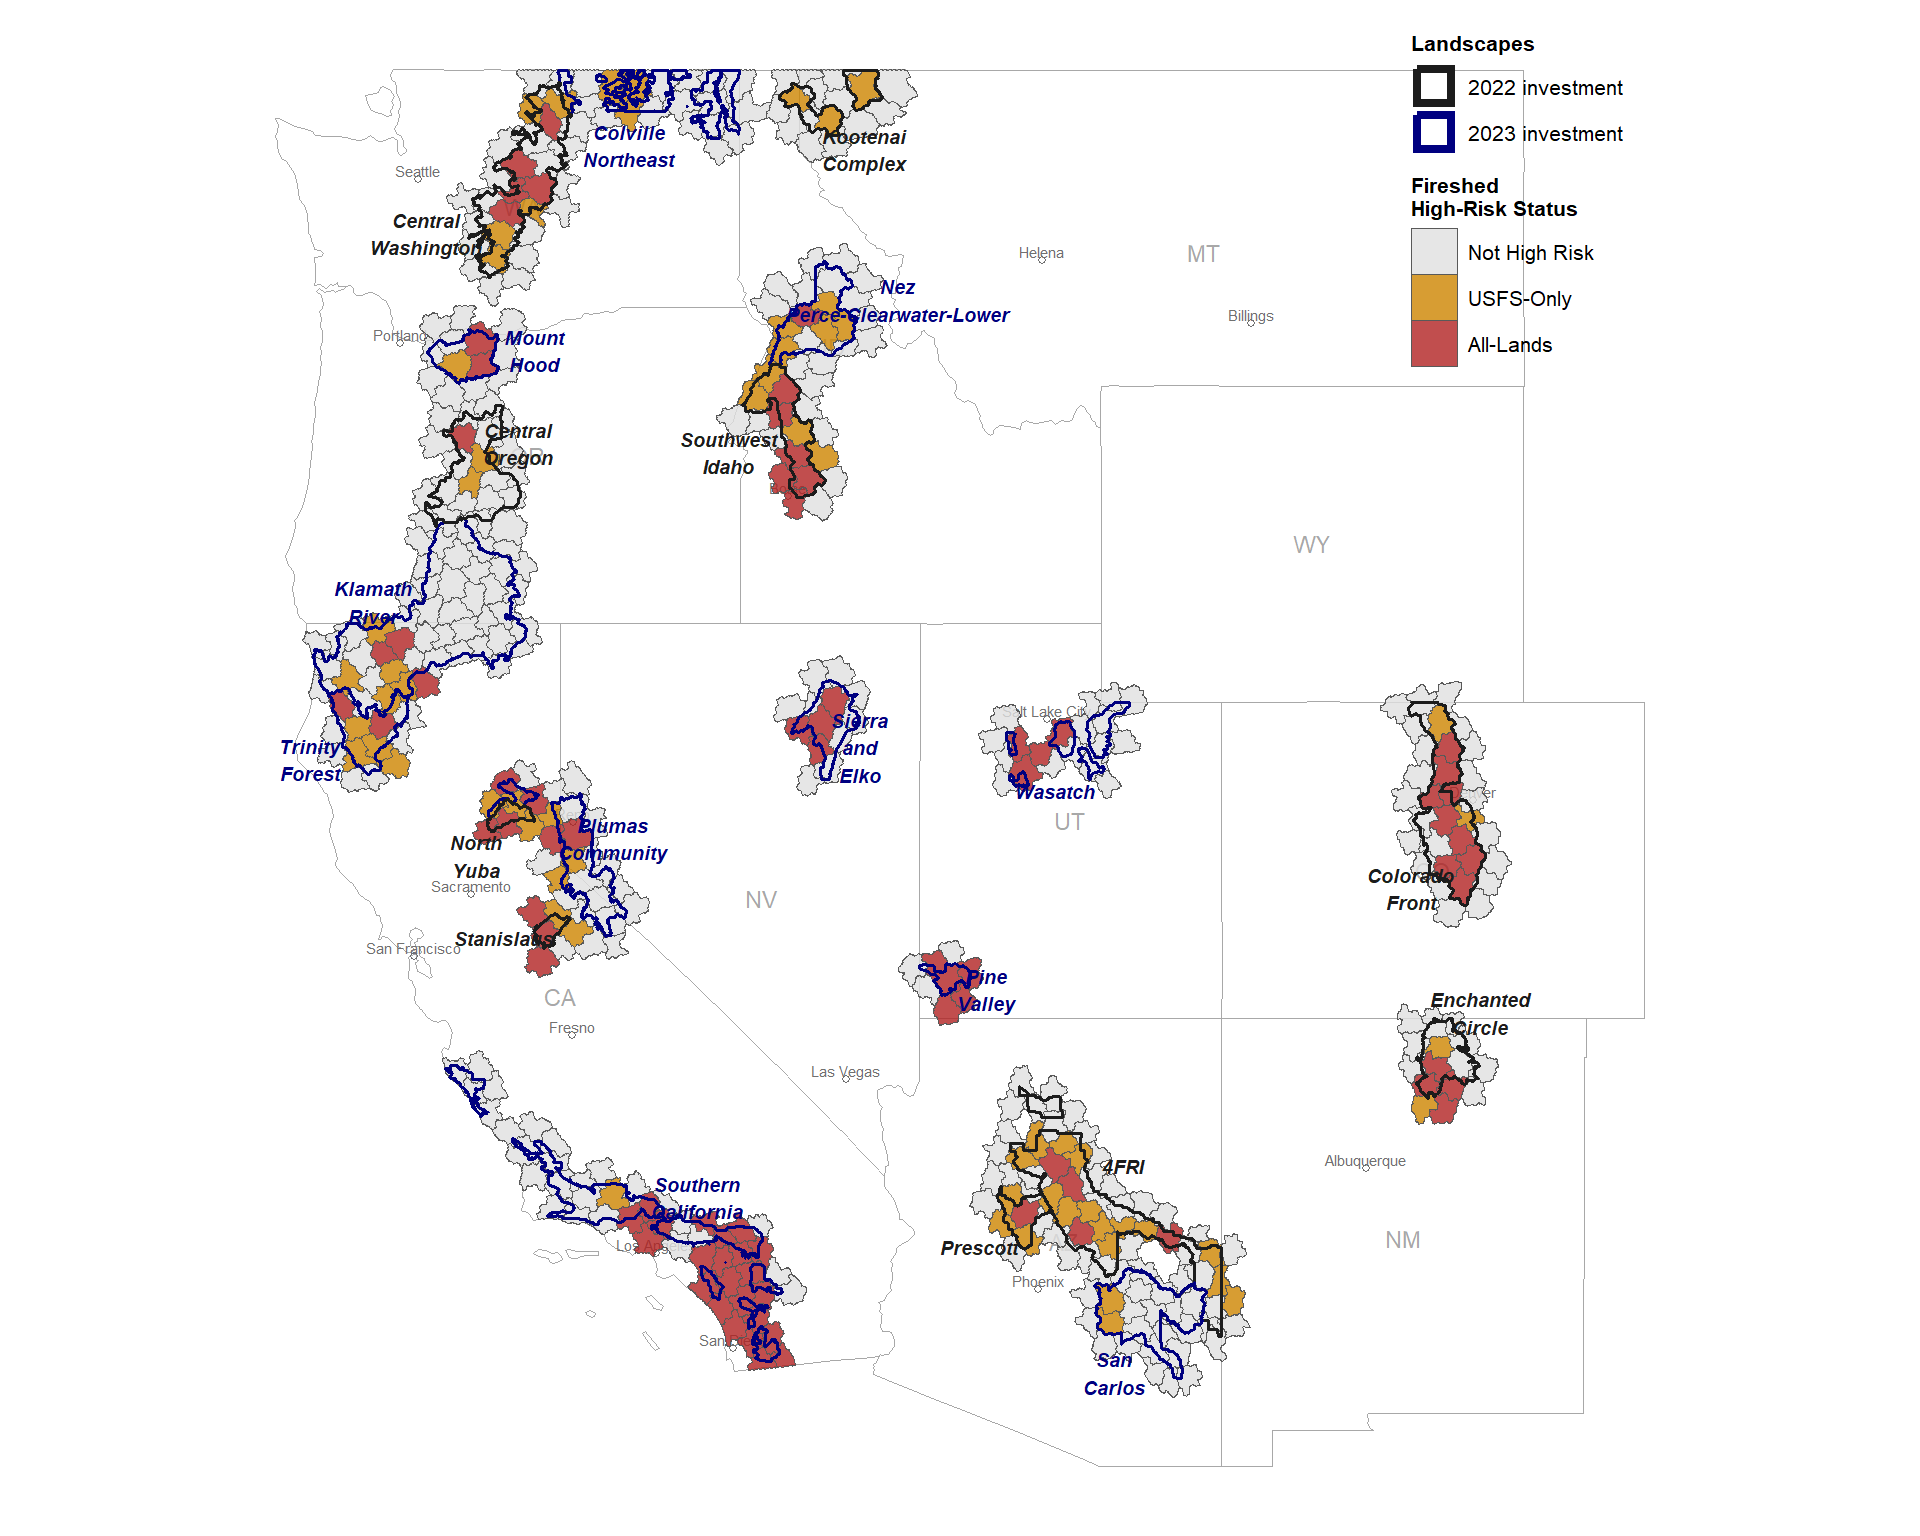 Landscapes
2022 investment
2023 investment
Fireshed
High-Risk Status
Not High Risk
USFS-Only
All-Lands
Colville
Northeast
Kootenai
Complex
Seattle
Central
Washington
Helena
MT
Nez
Perce-Clearwater-Lower
Billings
Portland
Mount
Hood
Central
Oregon
Southwest
Idaho
WY
Klamath
River
Trinity
Forest
Sierra
and
Elko
Salt Lake City
Wasatch
UT
North
Yuba
Plumas
Community
Sacramento
Colorado
Front
NV
Stanislaus
San Francisco
CA
Pine
Valley
Enchanted
Circle
Fresno
Las Vegas
4FRI
Albuquerque
Southern
California
Prescott
NM
Phoenix
San
Carlos